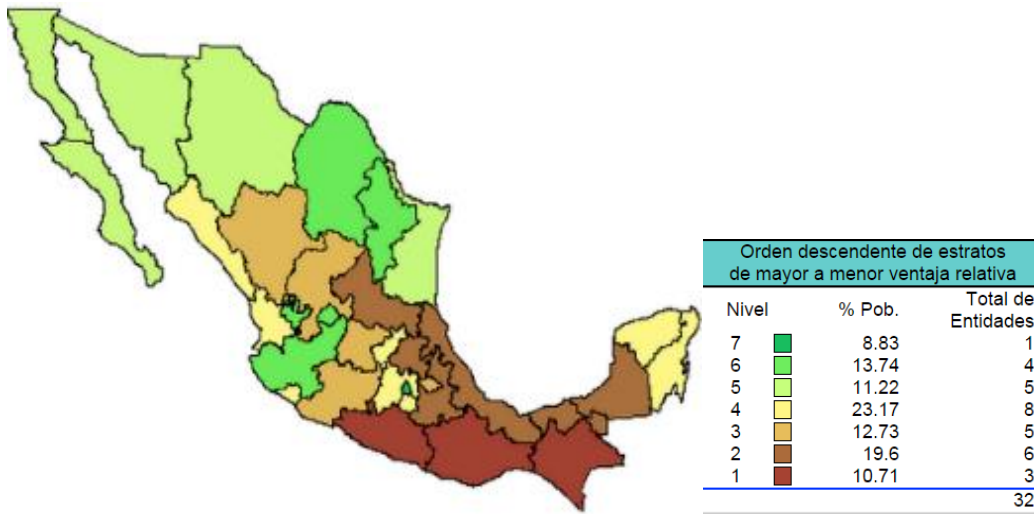 Orden descendente de estratos
de mayor a menor ventaja relativa
Nivel % Pob. Total de
Entidades
7 8.83 1
6 13.74 4
5 11.22 5
4 23.17 8
3 12.73 5
2 19.6 6
1 10.71 3
32